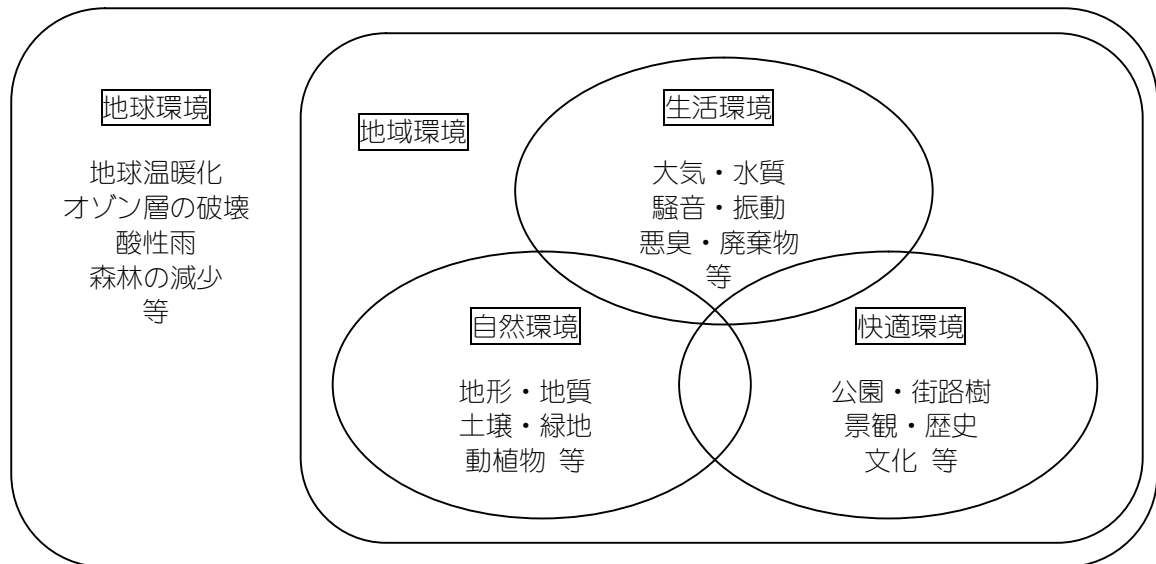 地球環境
地球温暖化
オゾン層の破壊
酸性雨
森林の減少
等
地域環境
生活環境
大気・水質
騒音・振動
悪臭・廃棄物
等
自然環境
地形・地質
土壌・緑地
動植物 等
快適環境
公園・街路樹
景観・歴史
文化 等